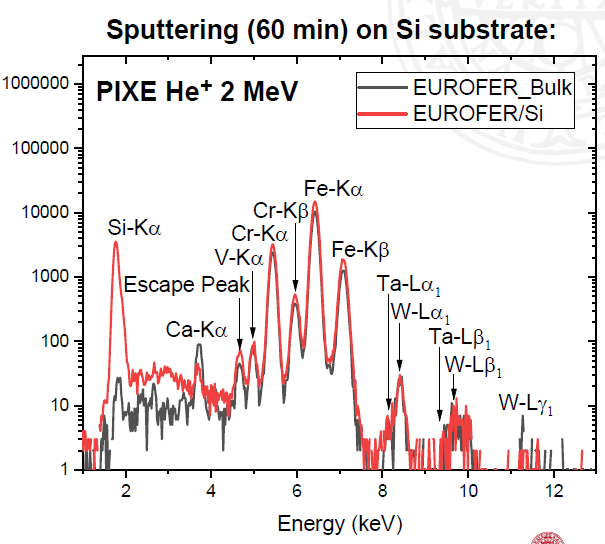 Sputtering (60 min) on Si substrate:
PIXE He⁺ 2 MeV
EUROFER_Bulk
EUROFER/Si
1000000
100000
10000
1000
100
10
1
Si-Kα
Escape Peak
Ca-Kα
V-Kα
Cr-Kα
Cr-Kβ
Fe-Kα
Fe-Kβ
Ta-Lα₁
W-Lα₁
Ta-Lβ₁
W-Lβ₁
W-Lγ₁
2 4 6 8 10 12
Energy (keV)